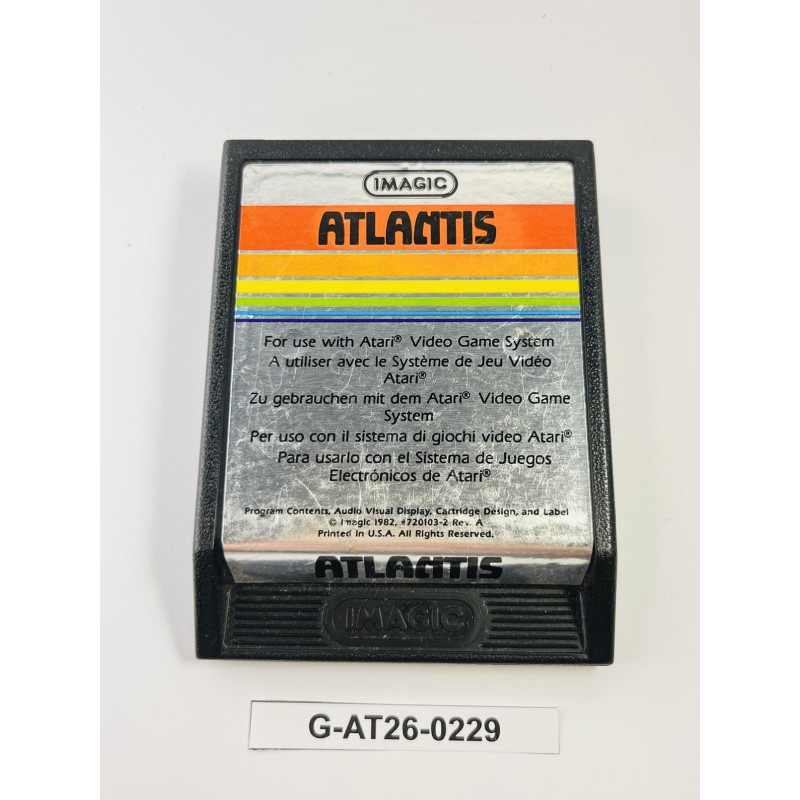 IMAGIC
ATLANTIS
For use with Atari® Video Game System
A utiliser avec le Système de Jeu Vidéo
Atari®
Zu gebrauchen mit dem Atari® Video Game
System
Per uso con il sistema di giochi video Atari®
Para usarlo con el Sistema de Juegos
Electrónicos de Atari®
Program Contents, Audio Visual Display, Cartridge Design, and Label
© Imagic 1982, #720103-2 Rev. A
Printed in U.S.A. All Rights Reserved.
ATLANTIS
IMAGIC
G-AT26-0229